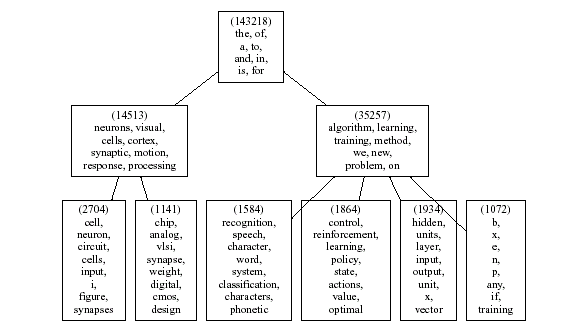 (143218)
the, of,
a, to,
and, in,
is, for
(14513)
neurons, visual,
cells, cortex,
synaptic, motion,
response, processing
(35257)
algorithm, learning,
training, method,
we, new,
problem, on
(2704)
cell,
neuron,
circuit,
cells,
input,
i,
figure,
synapses
(1141)
chip,
analog,
vlsi,
synapse,
weight,
digital,
cmos,
design
(1584)
recognition,
speech,
character,
word,
system,
classification,
characters,
phonetic
(1864)
control,
reinforcement,
learning,
policy,
state,
actions,
value,
optimal
(1934)
hidden,
units,
layer,
input,
output,
unit,
x,
vector
(1072)
b,
x,
e,
n,
p,
any,
if,
training